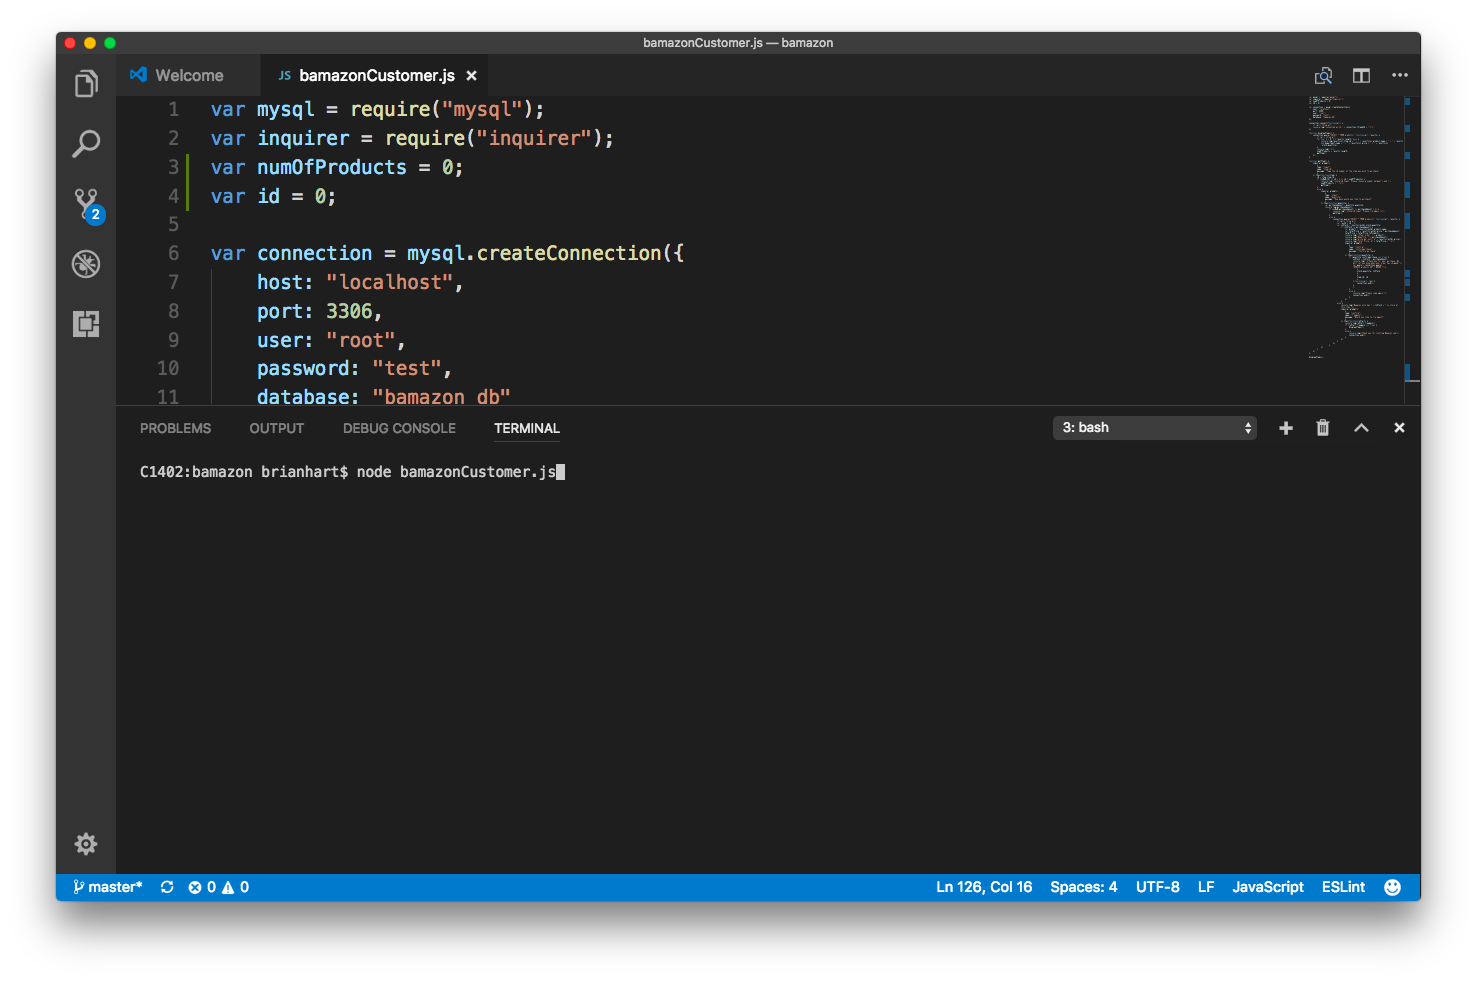 bamazonCustomer.js — bamazon
Welcome
JS bamazonCustomer.js
1 var mysql = require("mysql");
2 var inquirer = require("inquirer");
3 var numOfProducts = 0;
4 var id = 0;
5
6 var connection = mysql.createConnection({
7 host: "localhost",
8 port: 3306,
9 user: "root",
10 password: "test",
11 database: "bamazon_db"
2
PROBLEMS OUTPUT DEBUG CONSOLE TERMINAL 3: bash
C1402:bamazon brianhart$ node bamazonCustomer.js
master* 0 0 Ln 126, Col 16 Spaces: 4 UTF-8 LF JavaScript ESLint